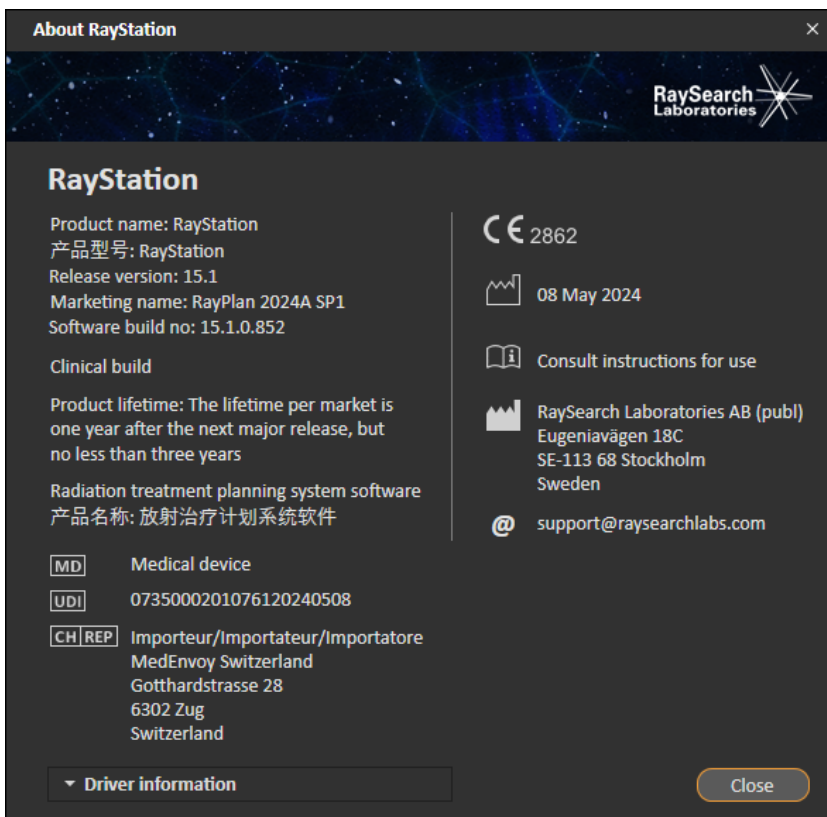 About RayStation
RaySearch
Laboratories
RayStation
Product name: RayStation
产品型号: RayStation
Release version: 15.1
Marketing name: RayPlan 2024A SP1
Software build no: 15.1.0.852
Clinical build
Product lifetime: The lifetime per market is
one year after the next major release, but
no less than three years
Radiation treatment planning system software
产品名称: 放射治疗计划系统软件
MD Medical device
UDI 0735000201076120240508
CH REP Importeur/Importateur/Importatore
MedEnvoy Switzerland
Gotthardstrasse 28
6302 Zug
Switzerland
CE 2862
08 May 2024
Consult instructions for use
RaySearch Laboratories AB (publ)
Eugeniavägen 18C
SE-113 68 Stockholm
Sweden
@ support@raysearchlabs.com
Driver information
Close